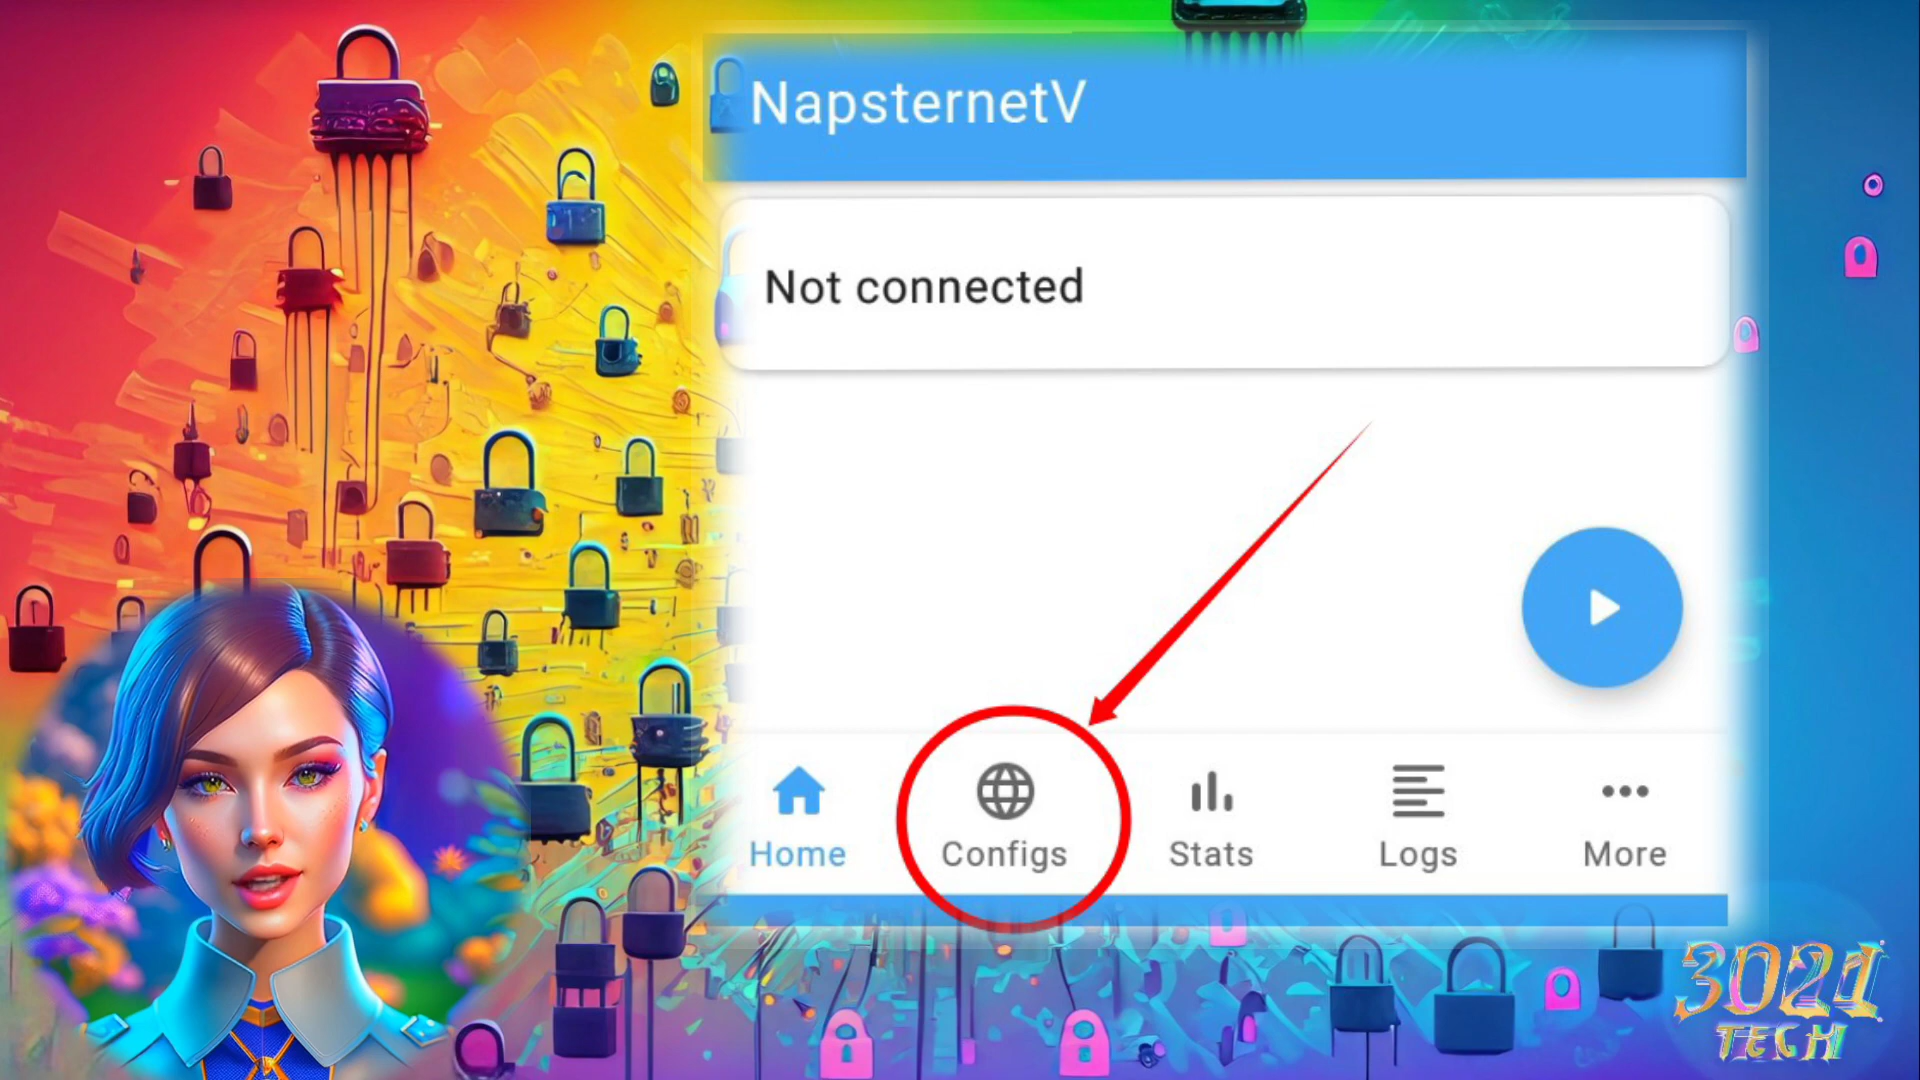 NapsternetV
Not connected
Home
Configs
Stats
Logs
More
3021
TECH